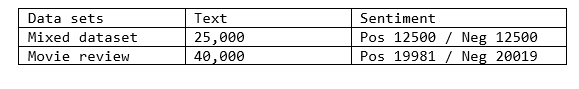 Data sets Text Sentiment
Mixed dataset 25,000 Pos 12500 / Neg 12500
Movie review 40,000 Pos 19981 / Neg 20019